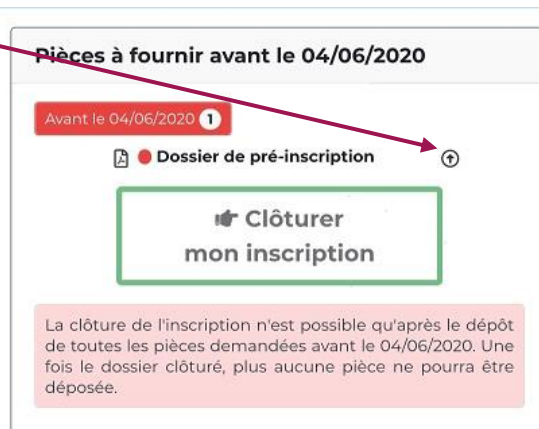 Pièces à fournir avant le 04/06/2020
Avant le 04/06/2020 1
Dossier de pré-inscription
Clôturer
mon inscription
La clôture de l'inscription n'est possible qu'après le dépôt
de toutes les pièces demandées avant le 04/06/2020. Une
fois le dossier clôturé, plus aucune pièce ne pourra être
déposée.